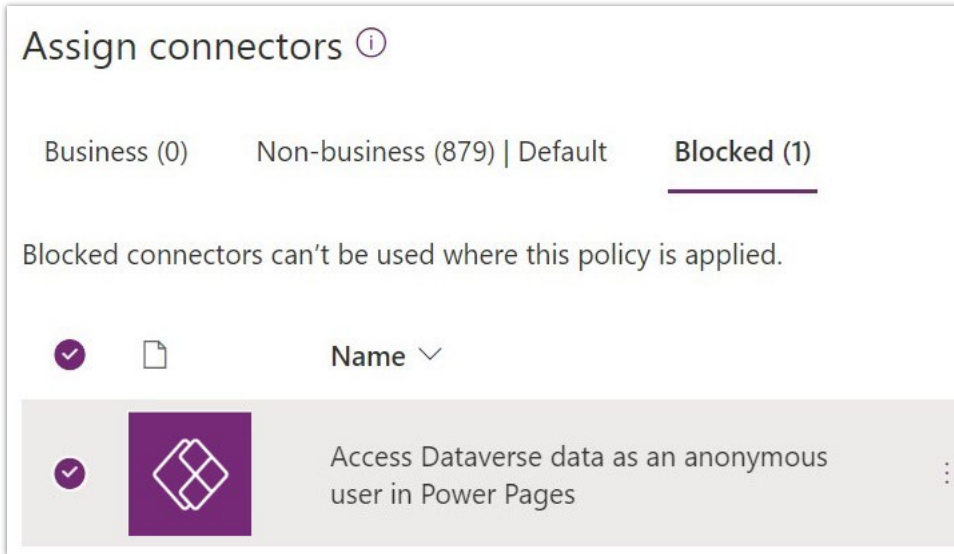 Assign connectors
Business (0) Non-business (879) | Default Blocked (1)
Blocked connectors can’t be used where this policy is applied.
Name
Access Dataverse data as an anonymous
user in Power Pages